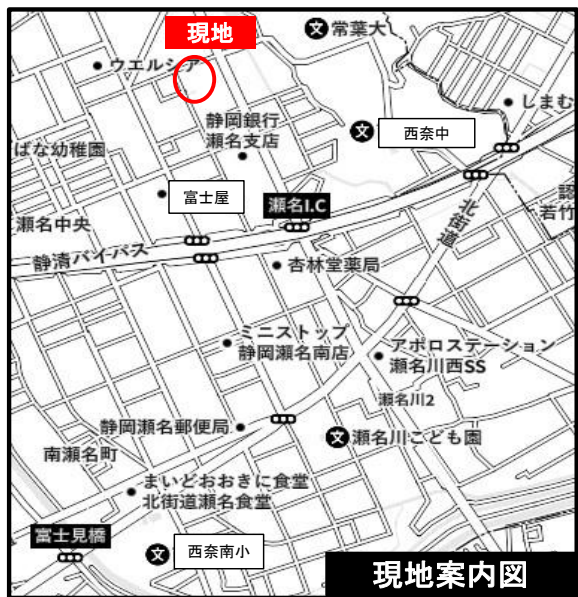 現地
文 常葉大
ウエルシア
しまむ
静岡銀行
瀬名支店
文 西奈中
ばな幼稚園
富士屋
瀬名I.C
認
若竹
北街道
瀬名中央
静清バイパス
杏林堂薬局
ミニストップ
静岡瀬名南店
アポロステーション
瀬名川西SS
瀬名川2
静岡瀬名郵便局
文 瀬名川こども園
南瀬名町
まいどおおきに食堂
北街道瀬名食堂
富士見橋
文 西奈南小
現地案内図